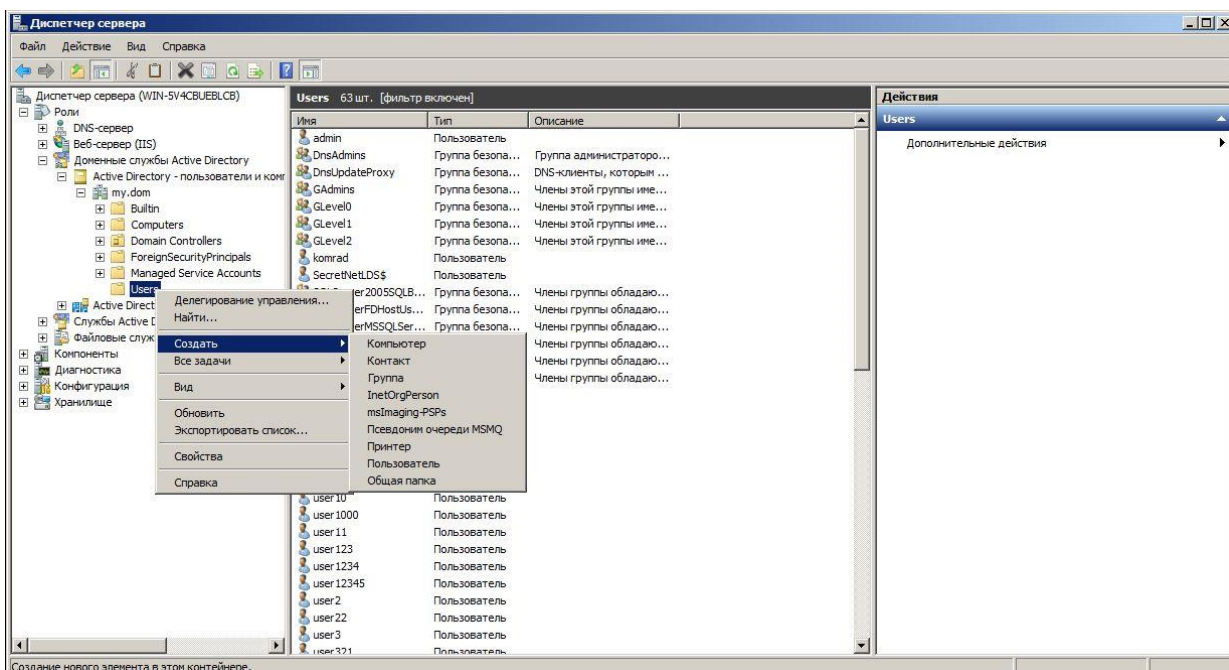 Диспетчер сервера
Файл Действие Вид Справка
Диспетчер сервера (WIN-5V4CBUEBLCB)
Роли
DNS-сервер
Веб-сервер (IIS)
Доменные службы Active Directory
Active Directory - пользователи и комп
my.dom
Builtin
Computers
Domain Controllers
ForeignSecurityPrincipals
Managed Service Accounts
Users
Active Direct
Службы Active D
Файловые служ
Компоненты
Диагностика
Конфигурация
Хранилище
Делегирование управления...
Найти...
Создать
Все задачи
Вид
Обновить
Экспортировать список...
Свойства
Справка
Компьютер
Контакт
Группа
InetOrgPerson
msImaging-PSPs
Псевдоним очереди MSMQ
Принтер
Пользователь
Общая папка
Users 63 шт. [фильтр включен]
Имя Тип Описание
admin Пользователь
DnsAdmins Группа безопа... Группа администраторо...
DnsUpdateProxy Группа безопа... DNS-клиенты, которым ...
GAdmins Группа безопа... Члены этой группы име...
GLevel0 Группа безопа... Члены этой группы име...
GLevel1 Группа безопа... Члены этой группы име...
GLevel2 Группа безопа... Члены этой группы име...
komrad Пользователь
SecretNetLDS$ Пользователь
er2005SQLB... Группа безопа... Члены группы обладаю...
erFDHostUs... Группа безопа... Члены группы обладаю...
erMSSQLSer... Группа безопа... Члены группы обладаю...
Члены группы обладаю...
Члены группы обладаю...
Члены группы обладаю...
user10 Пользователь
user1000 Пользователь
user11 Пользователь
user123 Пользователь
user1234 Пользователь
user12345 Пользователь
user2 Пользователь
user22 Пользователь
user3 Пользователь
user321 Пользователь
Действия
Users
Дополнительные действия
Создание нового элемента в этом контейнере.